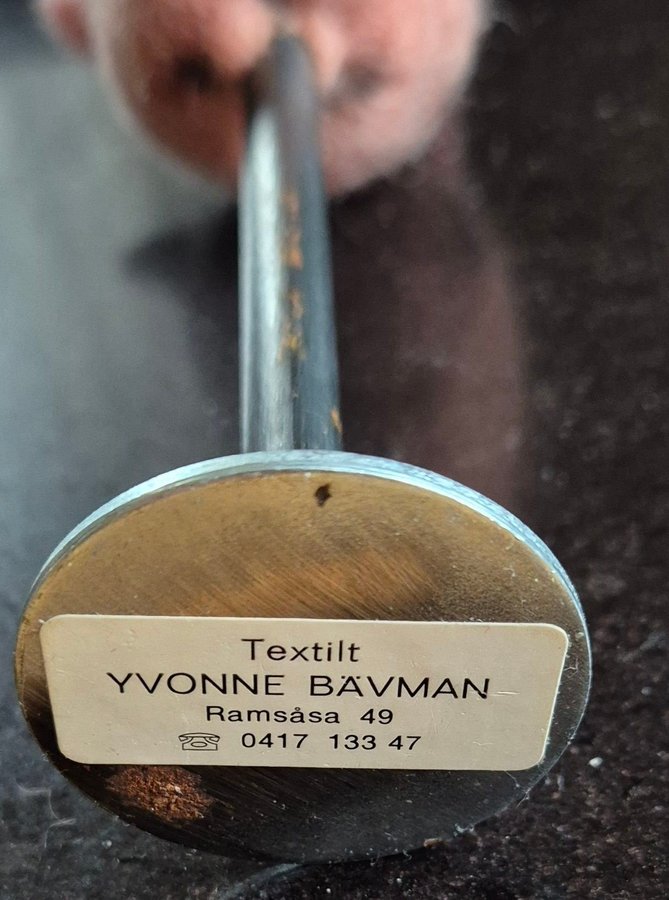 Textilt
YVONNE BÄVMAN
Ramsåsa 49
☏ 0417 133 47